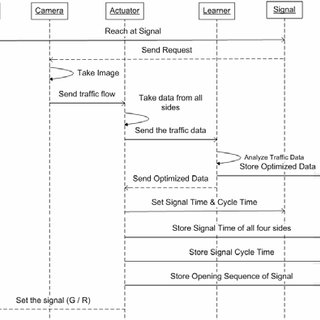 Camera
Actuator
Learner
Signal
Reach at Signal
Send Request
Take Image
Send traffic flow
Take data from all
sides
Send the traffic data
Analyze Traffic Data
Store Optimized Data
Send Optimized Data
Set Signal Time & Cycle Time
Store Signal Time of all four sides
Store Signal Cycle Time
Store Opening Sequence of Signal
Set the signal (G / R)